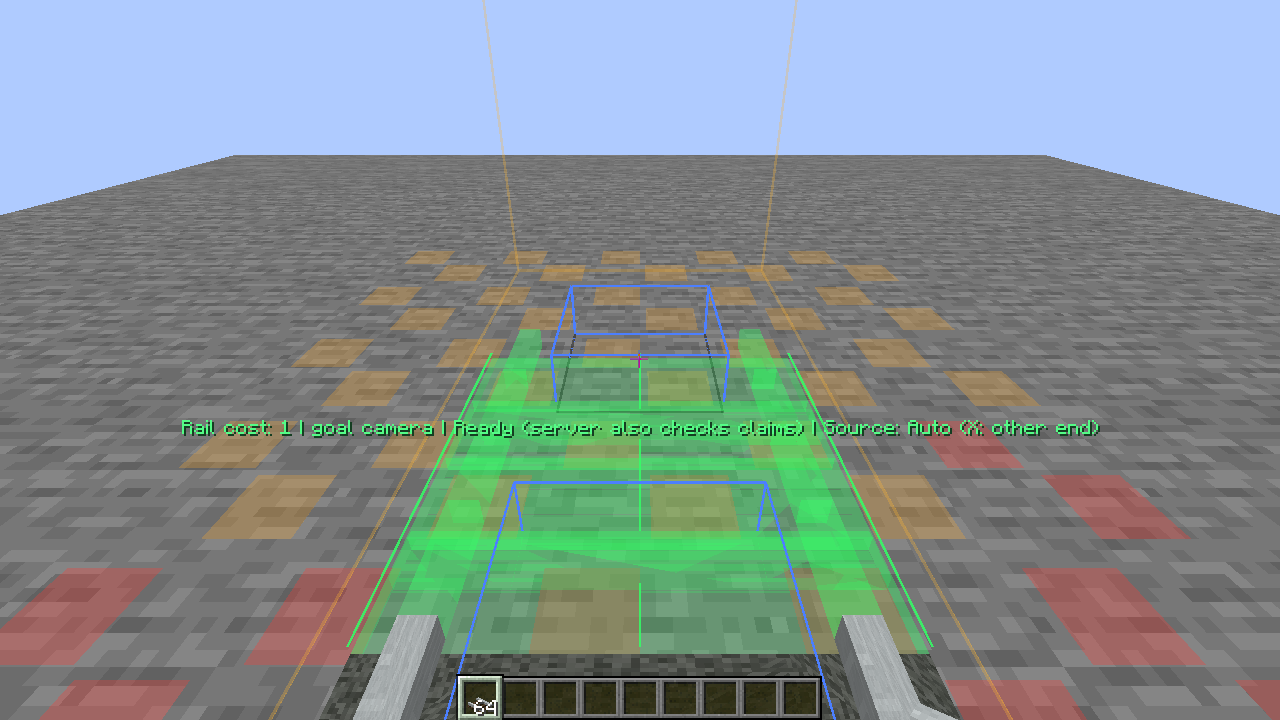 Rail cost: 1 | goal camera | Ready (server also checks claims) | Source: Auto (X: other end)
64